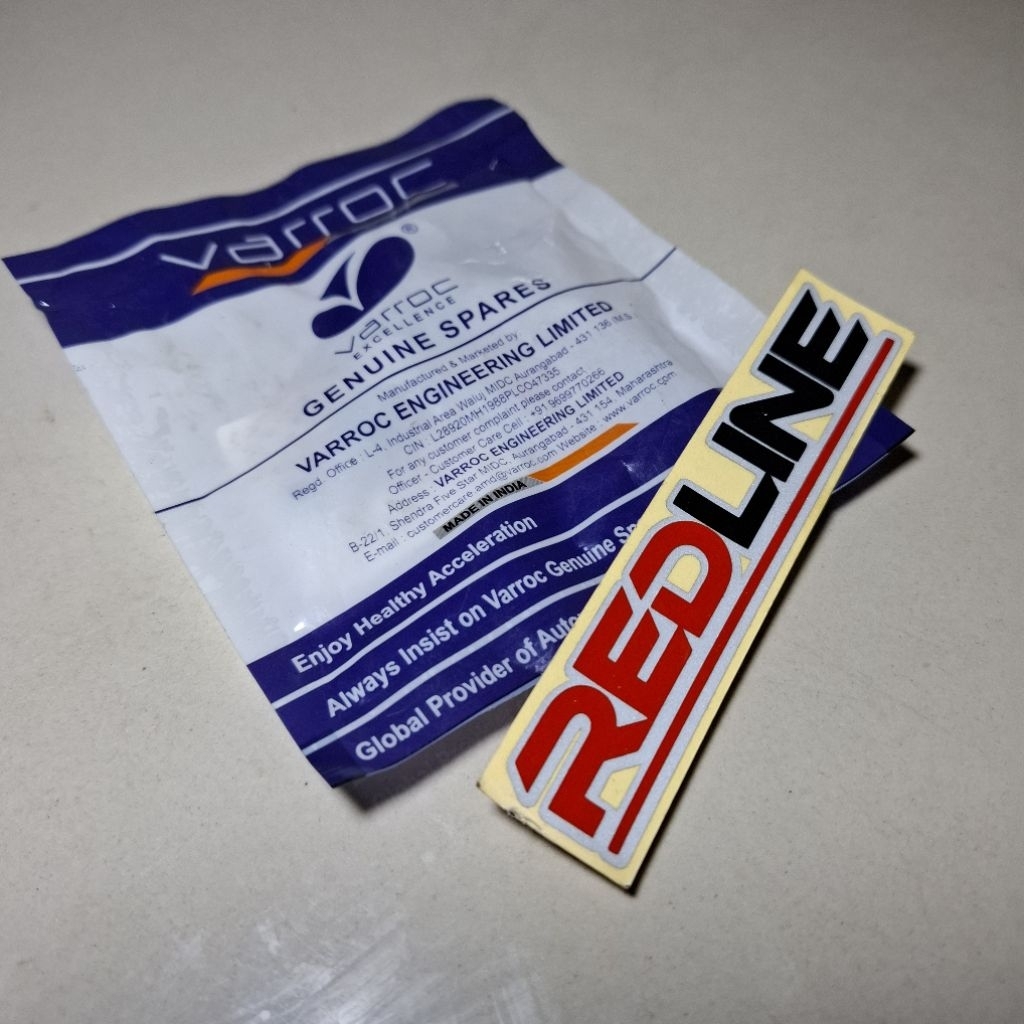 varroc
®
varroc
EXCELLENCE
GENUINE SPARES
Manufactured & Marketed by:
VARROC ENGINEERING LIMITED
Regd. Office : L-4, Industrial Area Waluj MIDC Aurangabad - 431 136 (M.S.
CIN : L28920MH1988PLC047335
For any customer complaint please contact
Officer - Customer Care Cell : +91 9699770266
Address : VARROC ENGINEERING LIMITED
B-22/1, Shendra Five Star MIDC, Aurangabad - 431 154, Maharashtra
E-mail : customercare.amd@varroc.com Website : www.varroc.com
MADE IN INDIA
Enjoy Healthy Acceleration
Always Insist on Varroc Genuine
Global Provider of
REDLINE